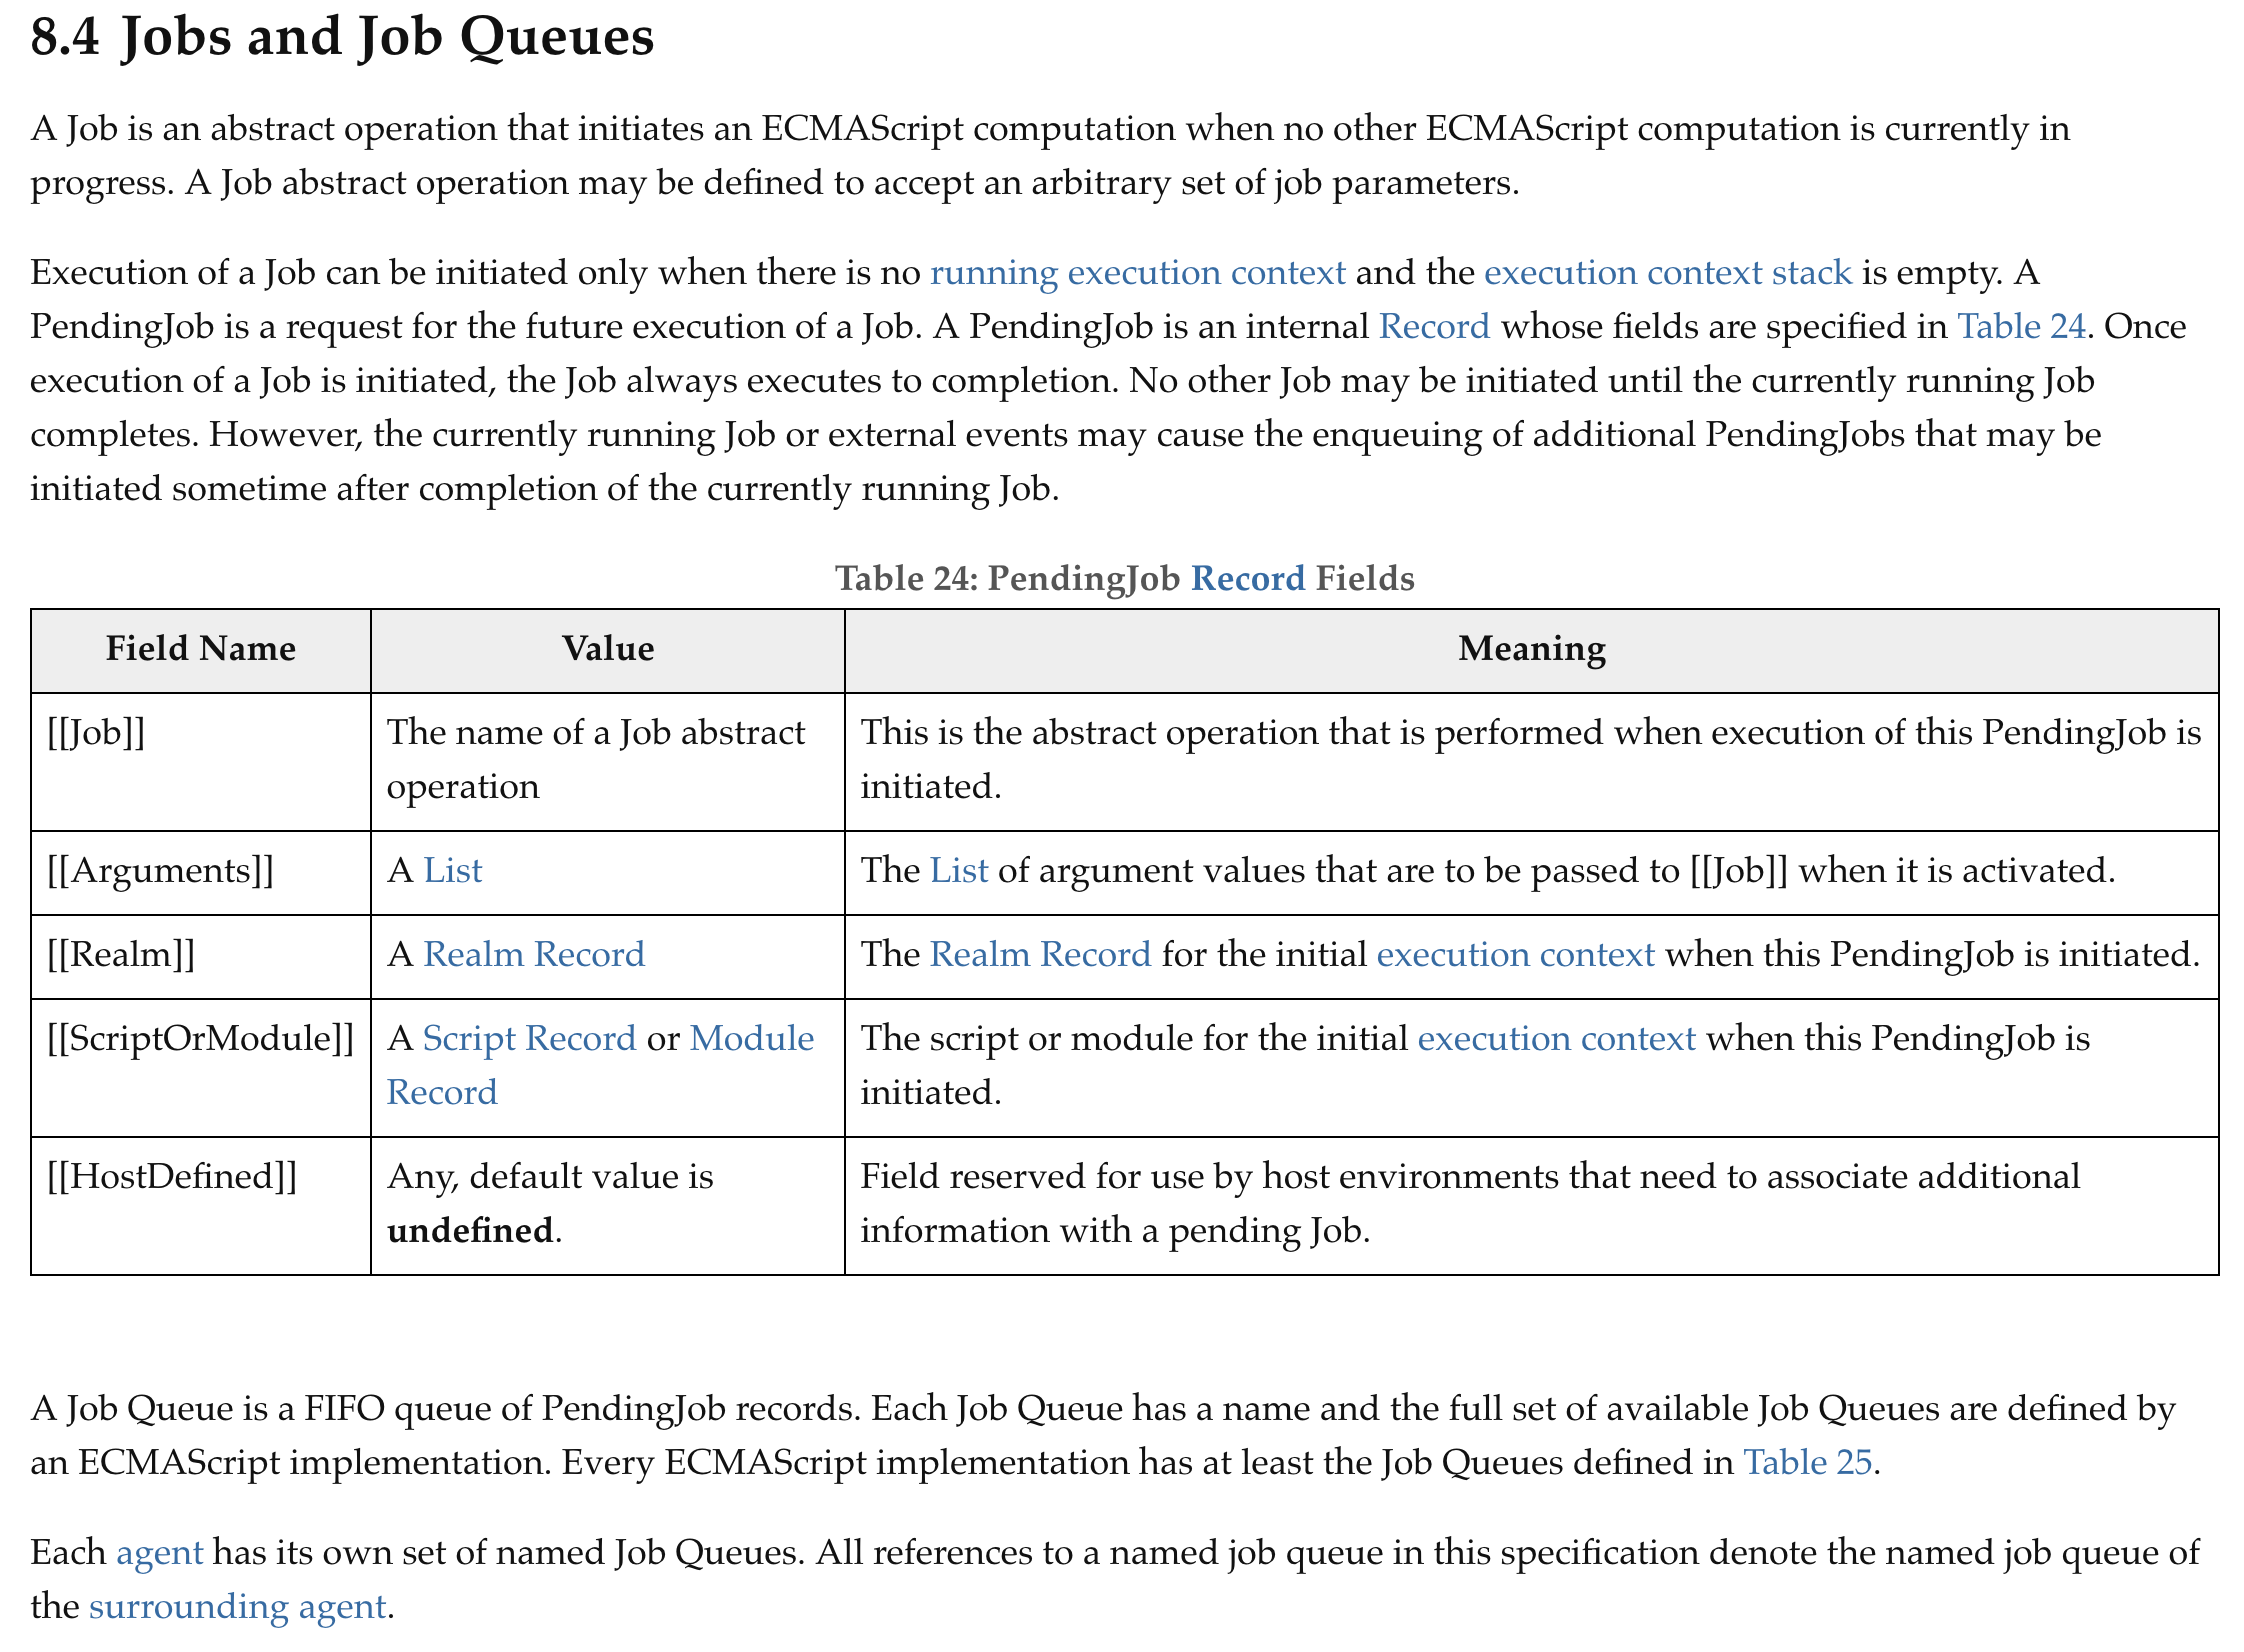 8.4 Jobs and Job Queues
A Job is an abstract operation that initiates an ECMAScript computation when no other ECMAScript computation is currently in
progress. A Job abstract operation may be defined to accept an arbitrary set of job parameters.
Execution of a Job can be initiated only when there is no running execution context and the execution context stack is empty. A
PendingJob is a request for the future execution of a Job. A PendingJob is an internal Record whose fields are specified in Table 24. Once
execution of a Job is initiated, the Job always executes to completion. No other Job may be initiated until the currently running Job
completes. However, the currently running Job or external events may cause the enqueuing of additional PendingJobs that may be
initiated sometime after completion of the currently running Job.
Table 24: PendingJob Record Fields
Field Name Value Meaning
[[Job]] The name of a Job abstract This is the abstract operation that is performed when execution of this PendingJob is
operation initiated.
[[Arguments]] A List The List of argument values that are to be passed to [[Job]] when it is activated.
[[Realm]] A Realm Record The Realm Record for the initial execution context when this PendingJob is initiated.
[[ScriptOrModule]] A Script Record or Module The script or module for the initial execution context when this PendingJob is
Record initiated.
[[HostDefined]] Any, default value is Field reserved for use by host environments that need to associate additional
undefined. information with a pending Job.
A Job Queue is a FIFO queue of PendingJob records. Each Job Queue has a name and the full set of available Job Queues are defined by
an ECMAScript implementation. Every ECMAScript implementation has at least the Job Queues defined in Table 25.
Each agent has its own set of named Job Queues. All references to a named job queue in this specification denote the named job queue of
the surrounding agent.